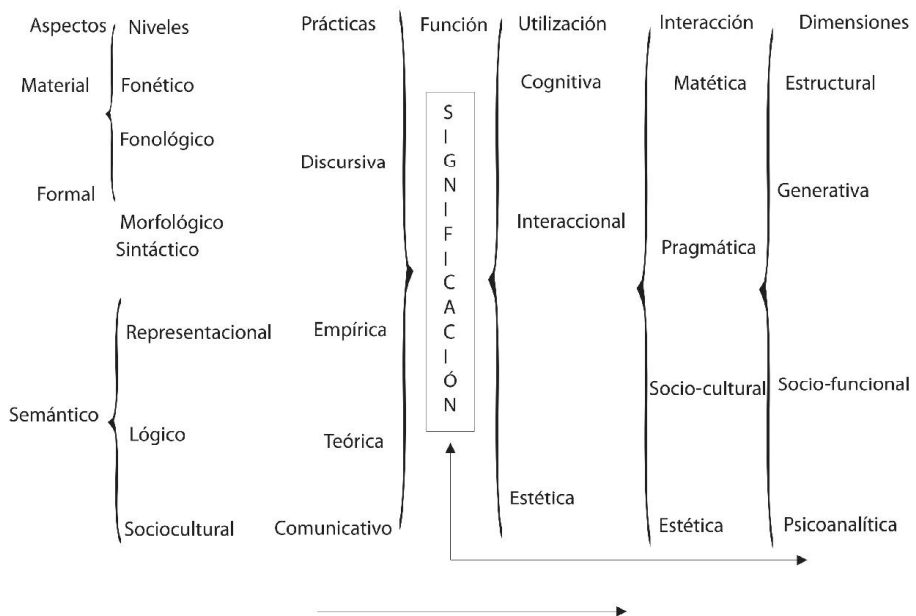 Aspectos Niveles Prácticas Función Utilización Interacción Dimensiones
Material Fonético Cognitiva Matética Estructural
Fonológico
Discursiva
Formal Generativa
Morfológico Interaccional
Sintáctico Pragmática
SIGNIFICACIÓN
Representacional Empírica
Socio-cultural Socio-funcional
Semántico
Lógico Teórica
Estética
Sociocultural Comunicativo Estética Psicoanalítica